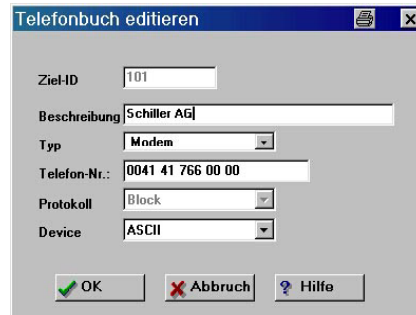 Telefonbuch editieren
Ziel-ID 101
Beschreibung Schiller AG
Typ Modem
Telefon-Nr.: 0041 41 766 00 00
Protokoll Block
Device ASCII
OK Abbruch ? Hilfe